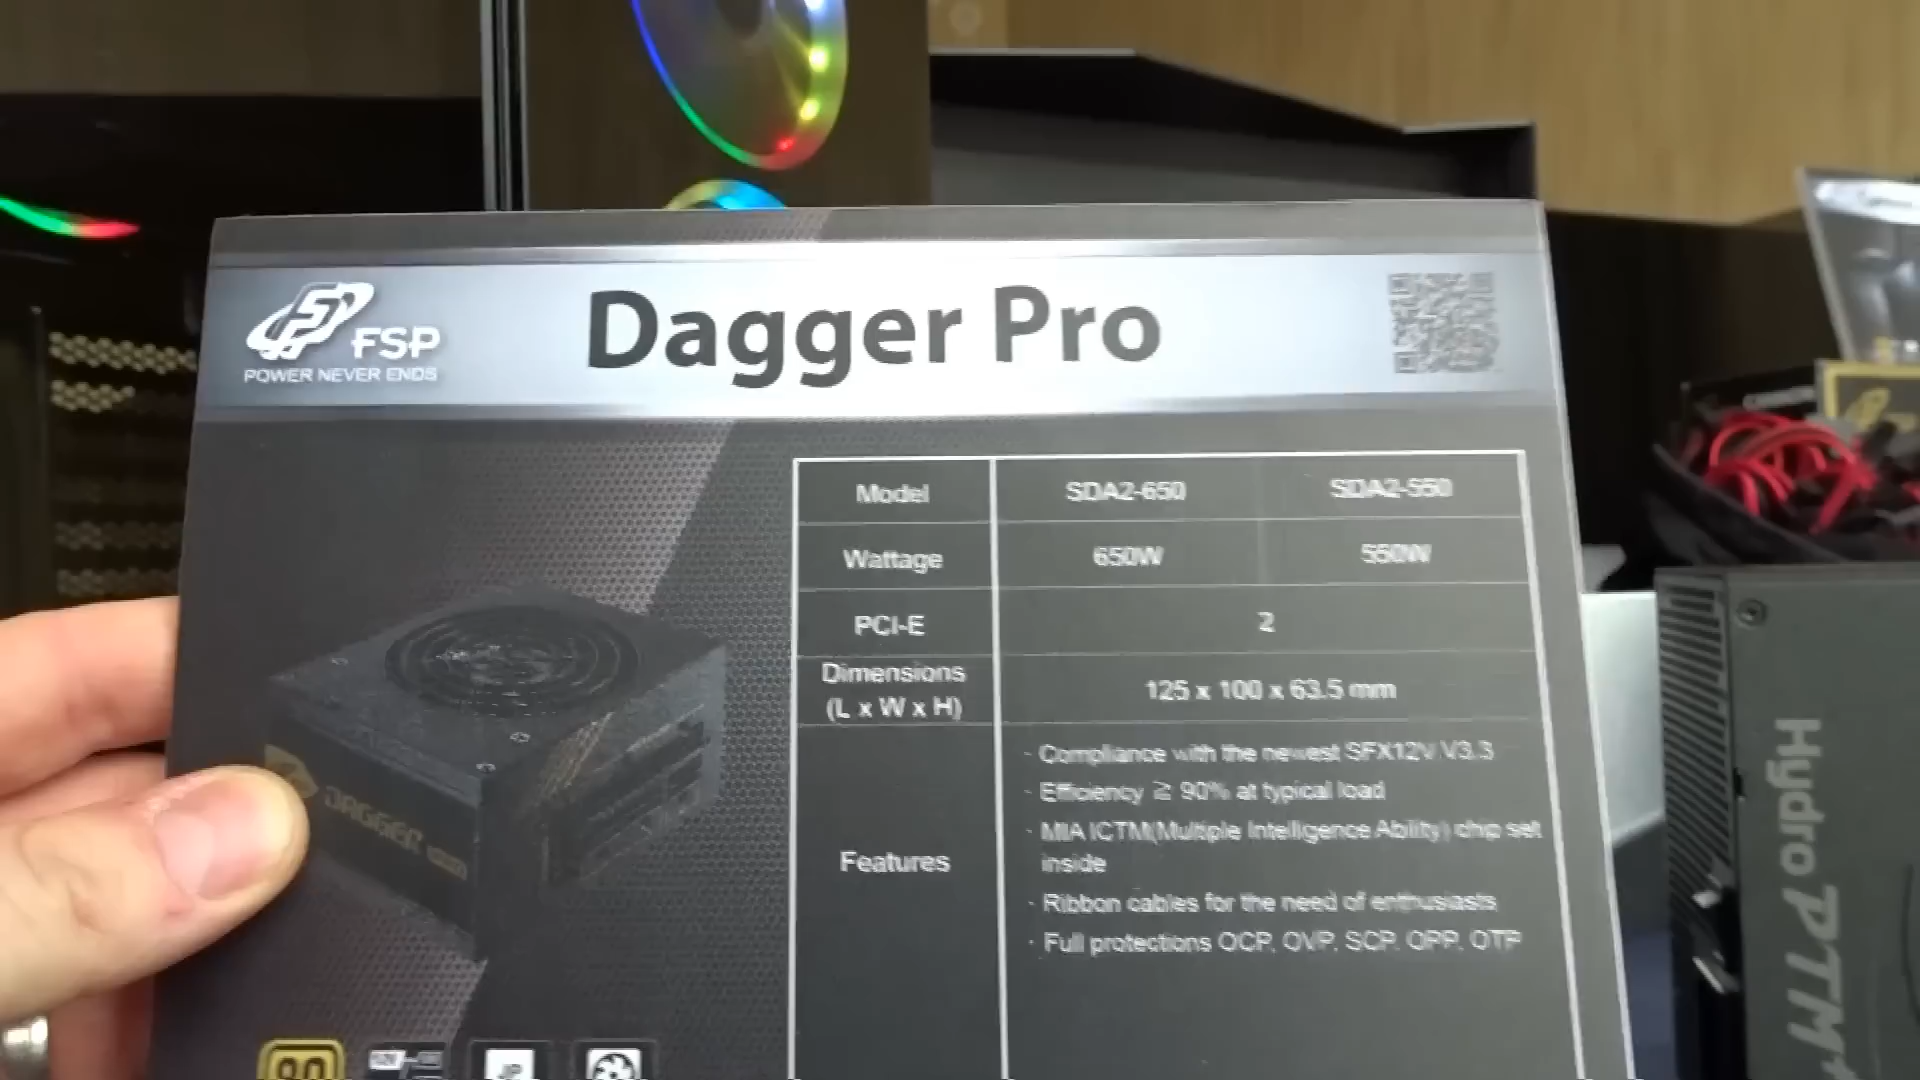 FSP
POWER NEVER ENDS
Dagger Pro
Model SDA2-650 SDA2-550
Wattage 650W 550W
PCI-E 2
Dimensions
(L x W x H)
125 x 100 x 63.5 mm
Features
- Compliance with the newest SFX12V V3.3
- Efficiency ≥ 90% at typical load
- MIA ICTM(Multiple Intelligence Ability) chip set
inside
- Ribbon cables for the need of enthusiasts
- Full protections OCP, OVP, SCP, OPP, OTP
DAGGER
80
Hydro PTM+